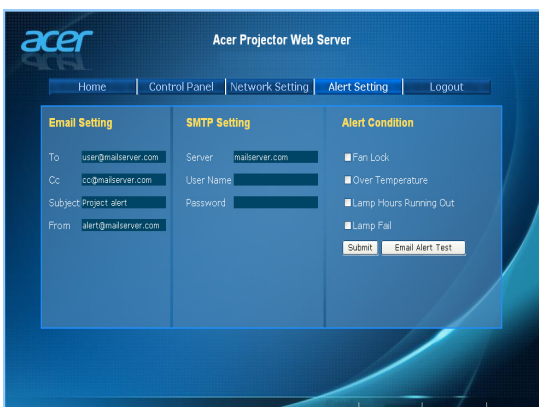 acer
Acer Projector Web Server
Home Control Panel Network Setting Alert Setting Logout
Email Setting
To user@mailserver.com
Cc cc@mailserver.com
Subject Project alert
From alert@mailserver.com
SMTP Setting
Server mailserver.com
User Name
Password
Alert Condition
Fan Lock
Over Temperature
Lamp Hours Running Out
Lamp Fail
Submit Email Alert Test